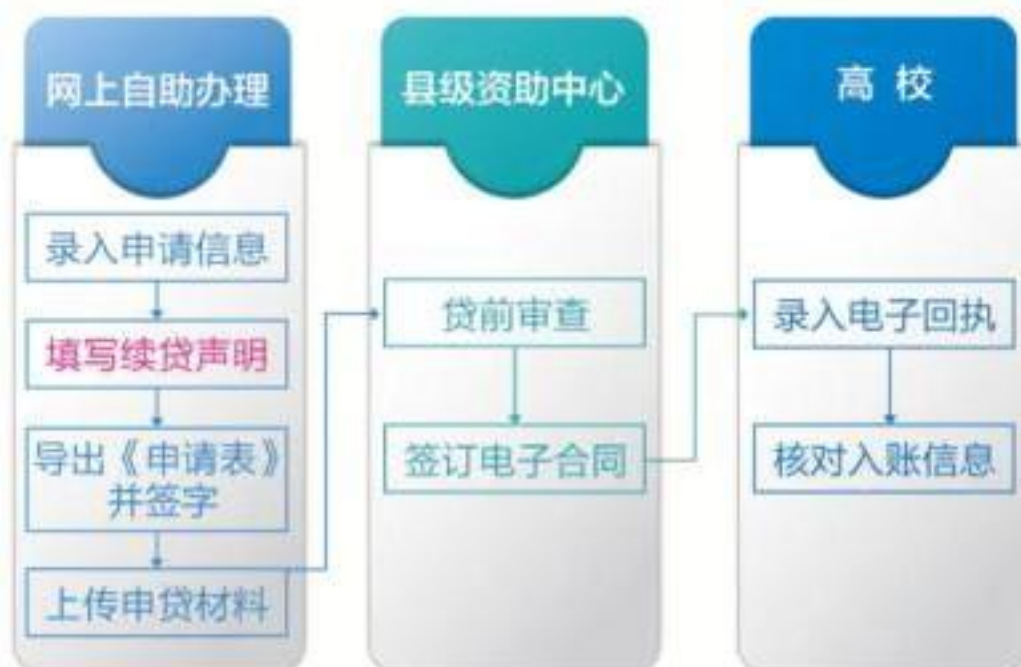 网上自助办理
录入申请信息
填写续贷声明
导出《申请表》
并签字
上传申贷材料
县级资助中心
贷前审查
签订电子合同
高 校
录入电子回执
核对入账信息